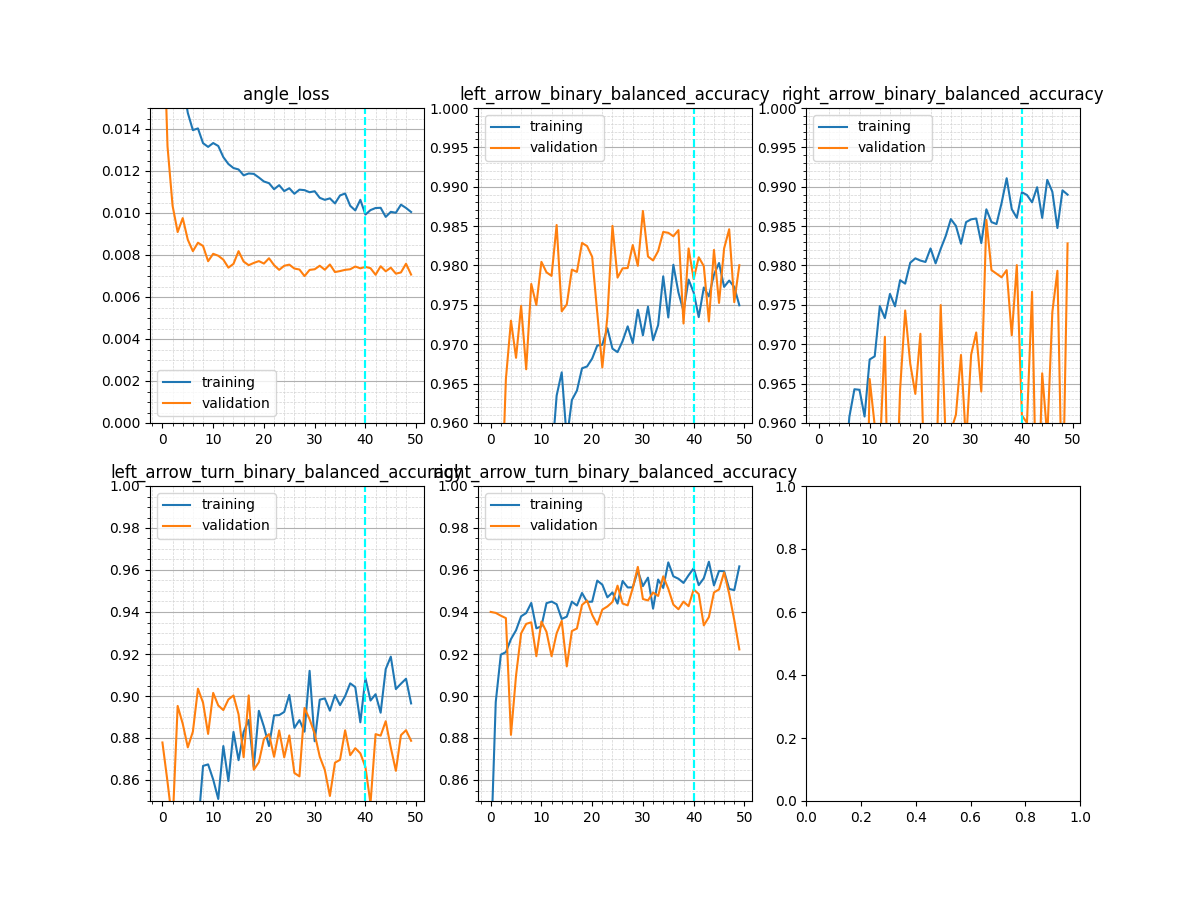 angle_loss
0.014
0.012
0.010
0.008
0.006
0.004
0.002
0.000
training
validation
0 10 20 30 40 50
left_arrow_binary_balanced_accuracy
1.000
0.995
0.990
0.985
0.980
0.975
0.970
0.965
0.960
training
validation
0 10 20 30 40 50
right_arrow_binary_balanced_accuracy
1.000
0.995
0.990
0.985
0.980
0.975
0.970
0.965
0.960
training
validation
0 10 20 30 40 50
left_arrow_turn_binary_balanced_accuracy
1.00
0.98
0.96
0.94
0.92
0.90
0.88
0.86
training
validation
0 10 20 30 40 50
right_arrow_turn_binary_balanced_accuracy
1.00
0.98
0.96
0.94
0.92
0.90
0.88
0.86
training
validation
0 10 20 30 40 50
1.0
0.8
0.6
0.4
0.2
0.0
0.0 0.2 0.4 0.6 0.8 1.0